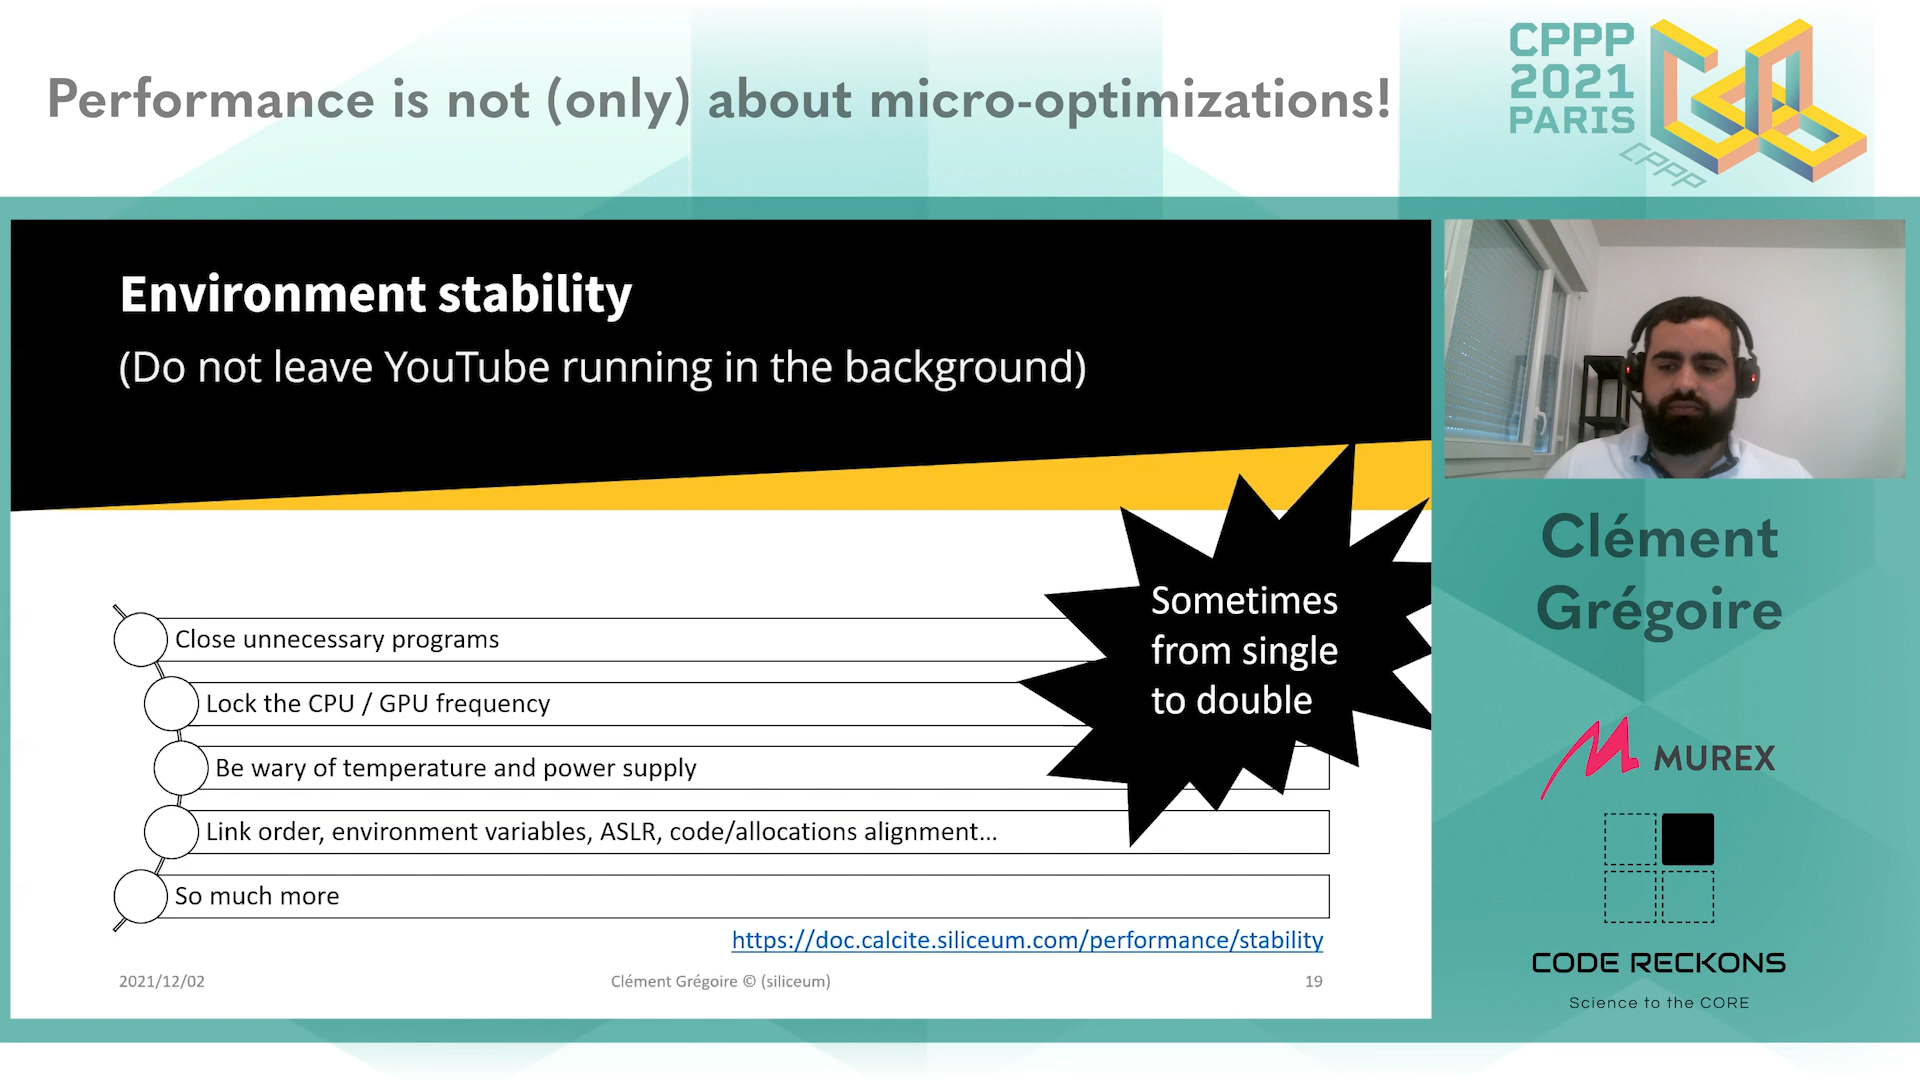 Performance is not (only) about micro-optimizations!
CPPP
2021
PARIS
CPPP
Environment stability
(Do not leave YouTube running in the background)
Sometimes
from single
to double
Close unnecessary programs
Lock the CPU / GPU frequency
Be wary of temperature and power supply
Link order, environment variables, ASLR, code/allocations alignment...
So much more
https://doc.calcite.siliceum.com/performance/stability
2021/12/02
Clément Grégoire © (siliceum)
19
Clément
Grégoire
MUREX
CODE RECKONS
Science to the CORE